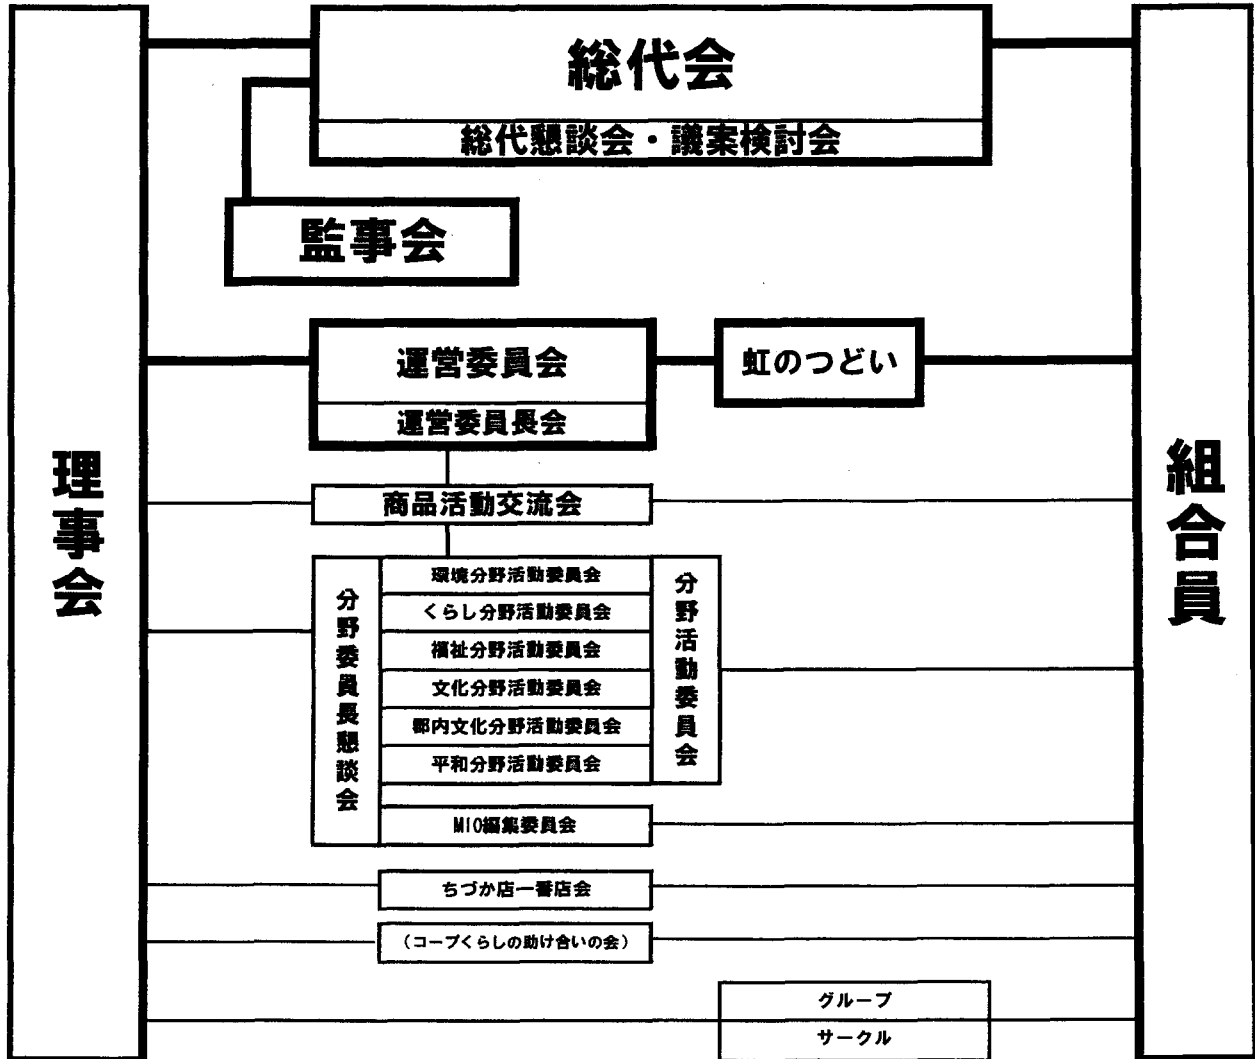 総代会
総代懇談会・議案検討会
監事会
運営委員会
運営委員長会
虹のつどい
理事会
組合員
商品活動交流会
分野委員長懇談会
環境分野活動委員会
くらし分野活動委員会
福祉分野活動委員会
文化分野活動委員会
郡内文化分野活動委員会
平和分野活動委員会
分野活動委員会
MIO編集委員会
ちづか店一番店会
（コープくらしの助け合いの会）
グループ
サークル